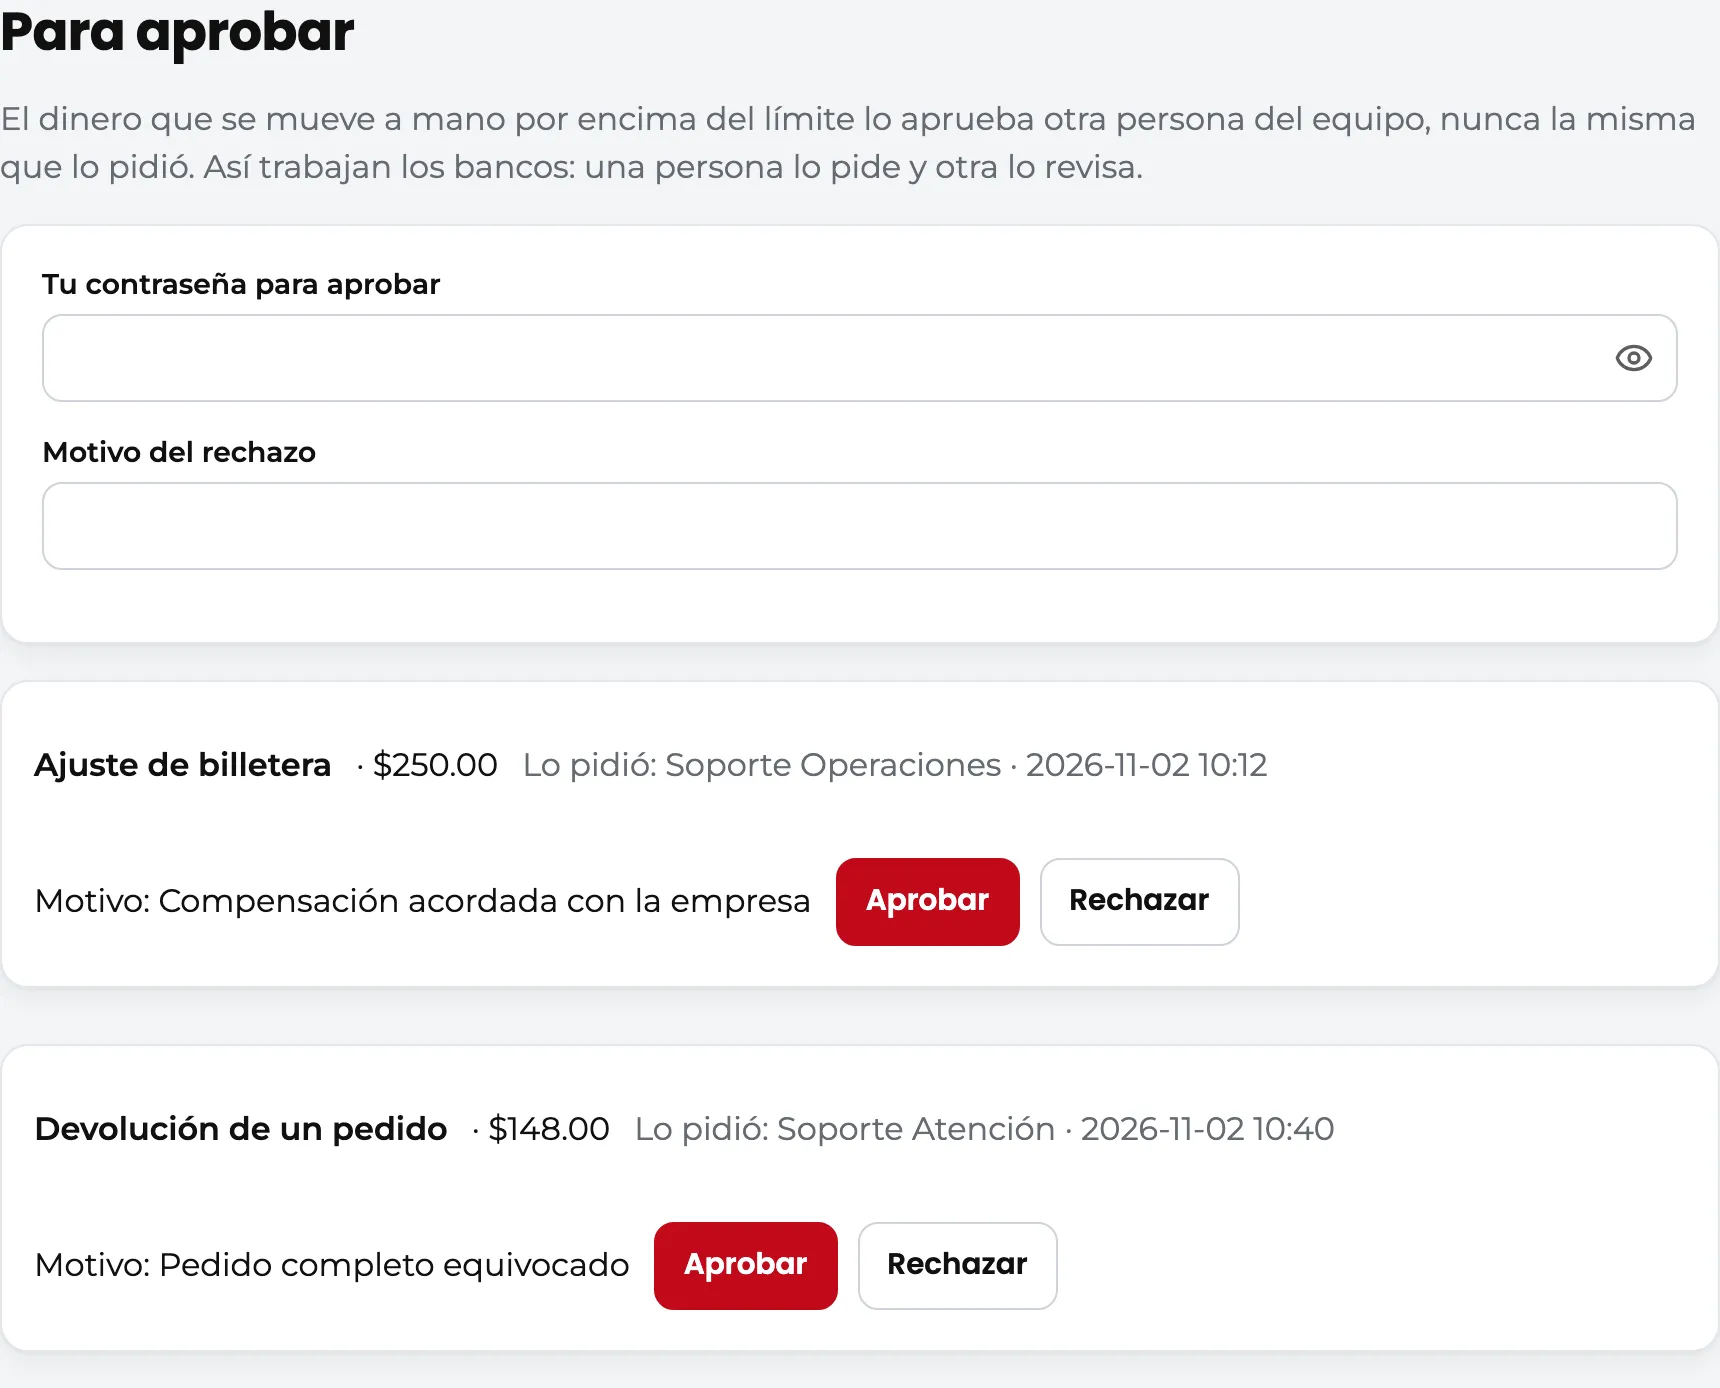 Para aprobar
El dinero que se mueve a mano por encima del límite lo aprueba otra persona del equipo, nunca la misma
que lo pidió. Así trabajan los bancos: una persona lo pide y otra lo revisa.
Tu contraseña para aprobar
Motivo del rechazo
Ajuste de billetera · $250.00 Lo pidió: Soporte Operaciones · 2026-11-02 10:12
Motivo: Compensación acordada con la empresa Aprobar Rechazar
Devolución de un pedido · $148.00 Lo pidió: Soporte Atención · 2026-11-02 10:40
Motivo: Pedido completo equivocado Aprobar Rechazar